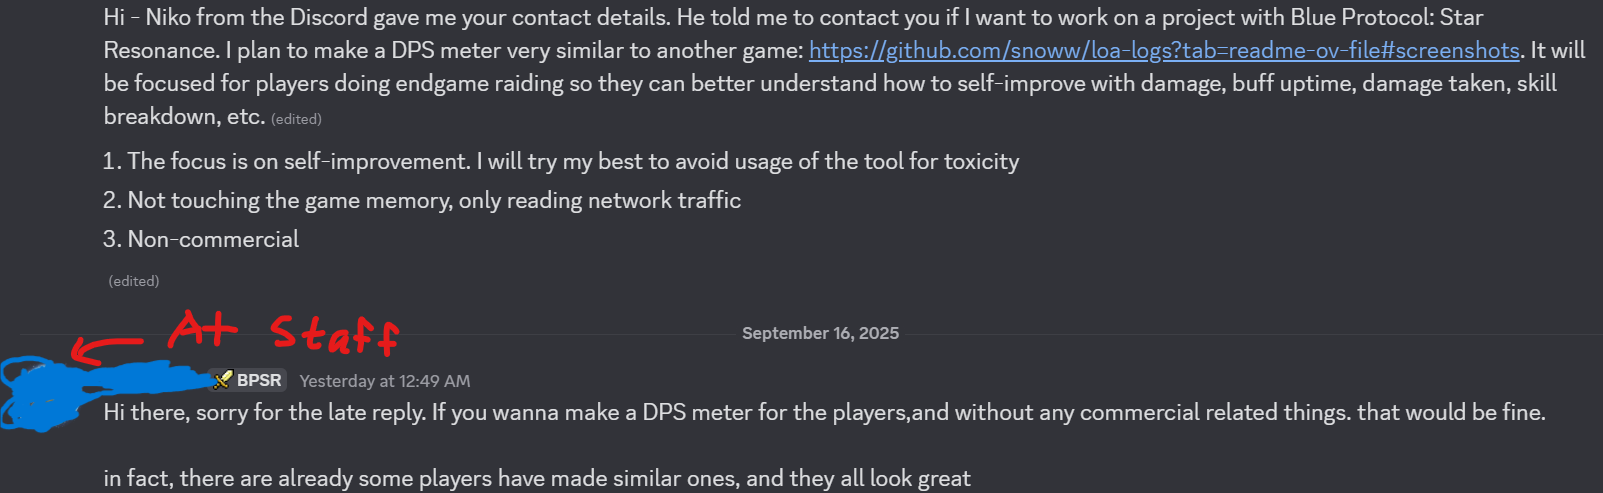 Hi - Niko from the Discord gave me your contact details. He told me to contact you if I want to work on a project with Blue Protocol: Star
Resonance. I plan to make a DPS meter very similar to another game: https://github.com/snoww/loa-logs?tab=readme-ov-file#screenshots. It will
be focused for players doing endgame raiding so they can better understand how to self-improve with damage, buff uptime, damage taken, skill
breakdown, etc. (edited)
1. The focus is on self-improvement. I will try my best to avoid usage of the tool for toxicity
2. Not touching the game memory, only reading network traffic
3. Non-commercial
(edited)
At Staff
September 16, 2025
BPSR Yesterday at 12:49 AM
Hi there, sorry for the late reply. If you wanna make a DPS meter for the players,and without any commercial related things. that would be fine.
in fact, there are already some players have made similar ones, and they all look great